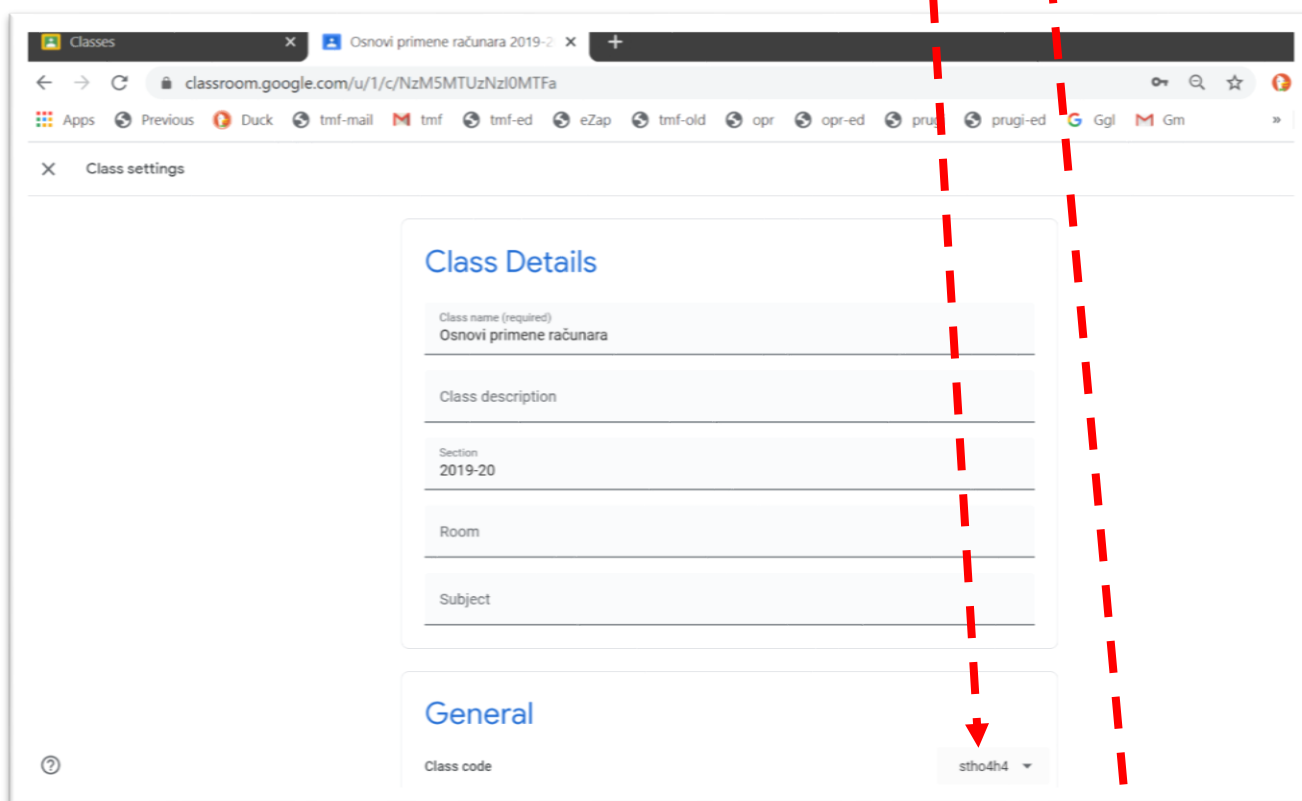 Classes Osnovi primene računara 2019-2
classroom.google.com/u/1/c/NzM5MTUzNzI0MTFa
Apps Previous Duck tmf-mail tmf tmf-ed eZap tmf-old opr opr-ed prugi prugi-ed Ggl Gm »
Class settings
Class Details
Class name (required)
Osnovi primene računara
Class description
Section
2019-20
Room
Subject
General
Class code stho4h4